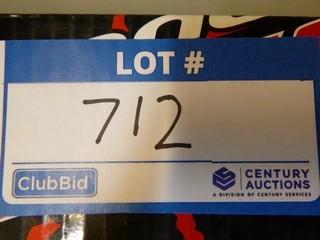 LOT #
712
ClubBid
CENTURY
AUCTIONS
A DIVISION OF CENTURY SERVICES